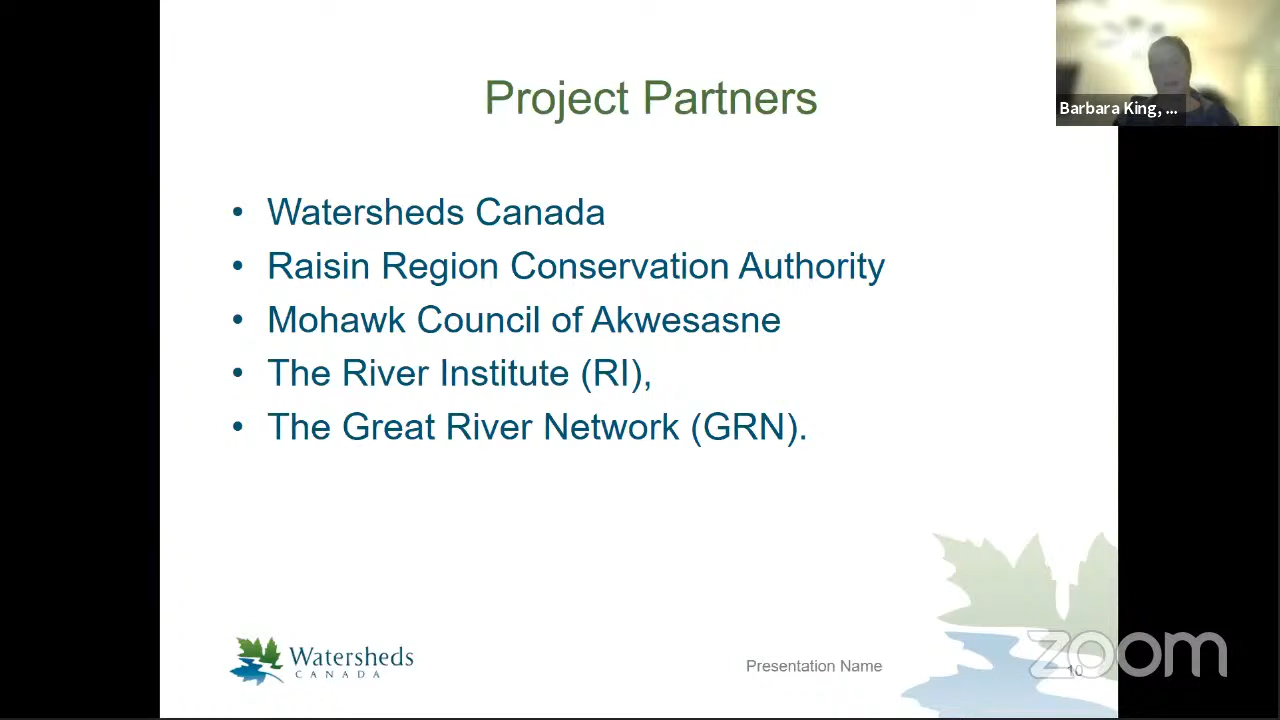 Project Partners
Barbara King, ...
• Watersheds Canada
• Raisin Region Conservation Authority
• Mohawk Council of Akwesasne
• The River Institute (RI),
• The Great River Network (GRN).
Watersheds
CANADA
Presentation Name
10
zoom